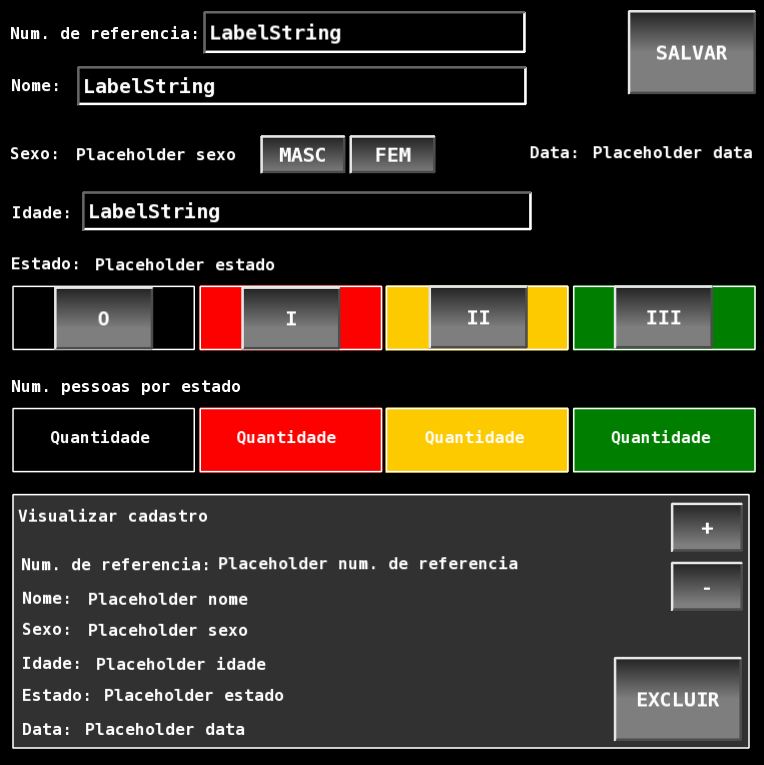 Num. de referencia: LabelString SALVAR
Nome: LabelString
Sexo: Placeholder sexo MASC FEM Data: Placeholder data
Idade: LabelString
Estado: Placeholder estado
O I II III
Num. pessoas por estado
Quantidade Quantidade Quantidade Quantidade
Visualizar cadastro
+
Num. de referencia: Placeholder num. de referencia
-
Nome: Placeholder nome
Sexo: Placeholder sexo
Idade: Placeholder idade
Estado: Placeholder estado
EXCLUIR
Data: Placeholder data